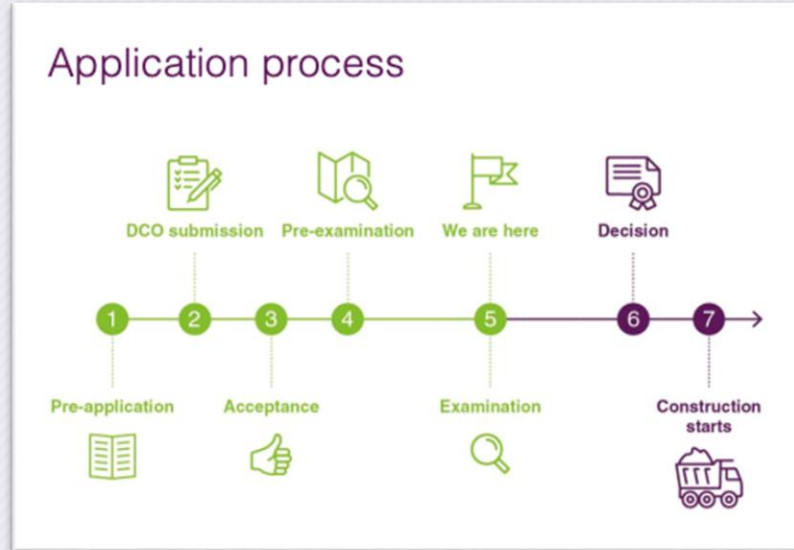 Application process
DCO submission
Pre-examination
We are here
Decision
1
2
3
4
5
6
7
Pre-application
Acceptance
Examination
Construction
starts